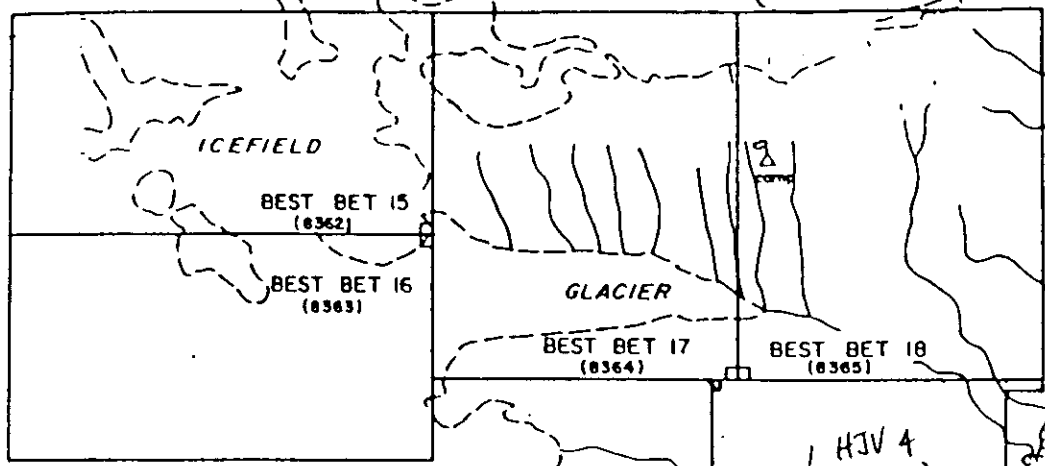 ICEFIELD
BEST BET 15
(8362)
BEST BET 16
(8363)
camp
GLACIER
BEST BET 17
(8364)
BEST BET 18
(8365)
HJV 4